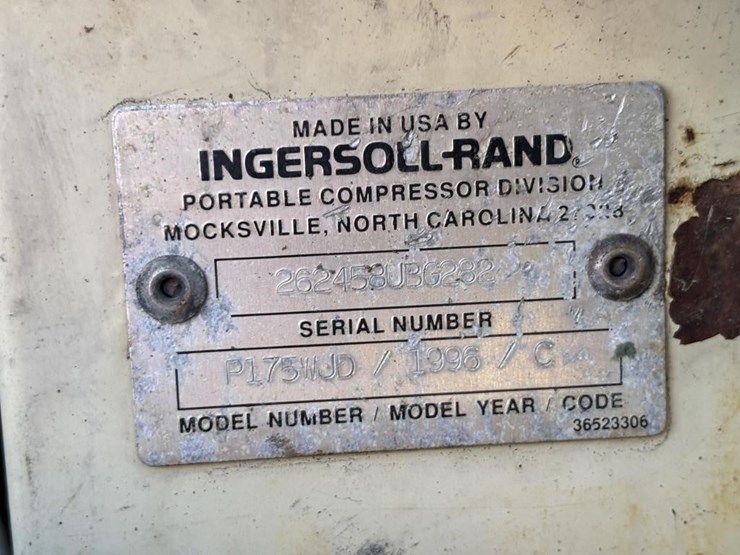 MADE IN USA BY
INGERSOLL-RAND®
PORTABLE COMPRESSOR DIVISION
MOCKSVILLE, NORTH CAROLINA
SERIAL NUMBER
P175WJD / 1996 / C
MODEL NUMBER / MODEL YEAR / CODE
36523306